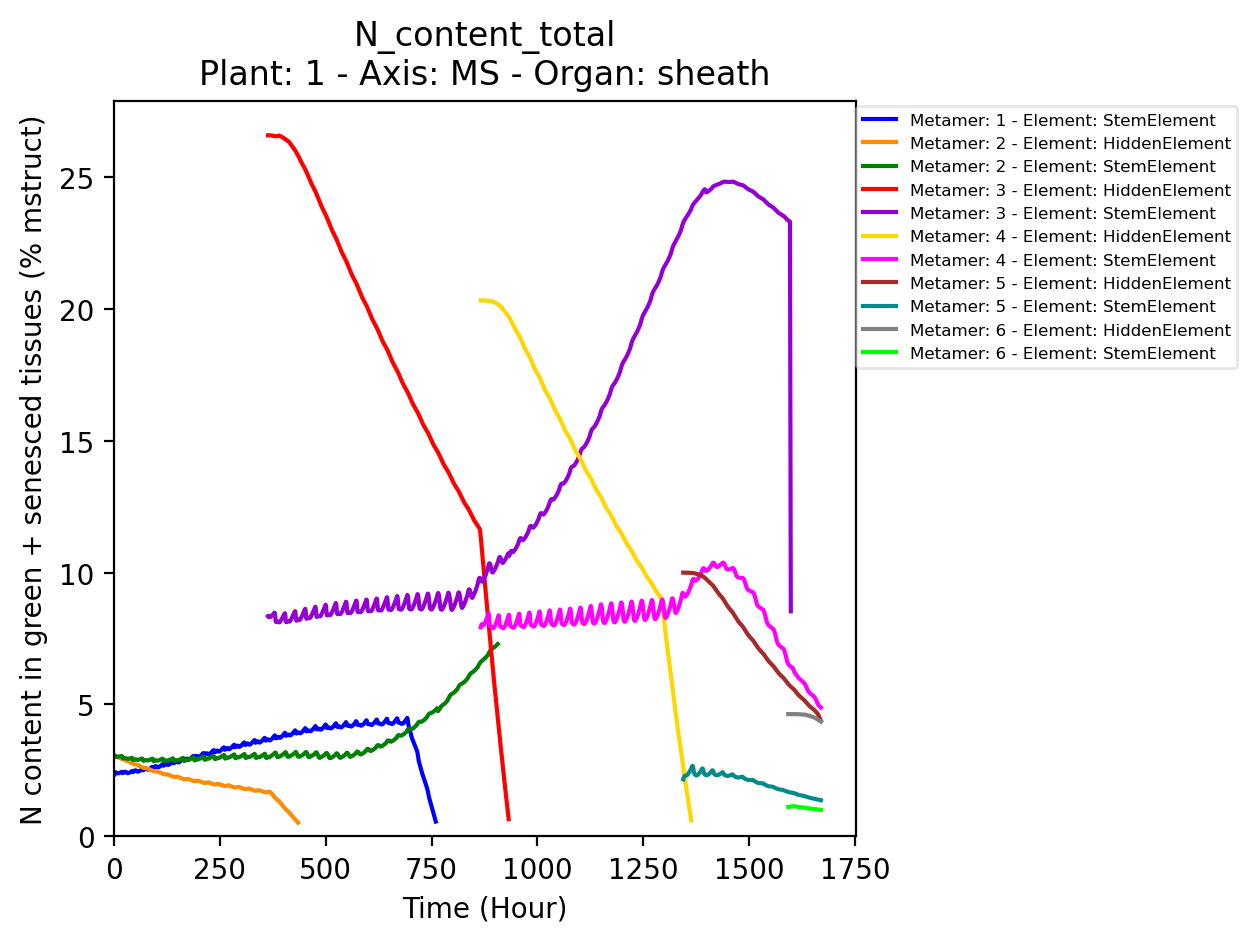 N_content_total
Plant: 1 - Axis: MS - Organ: sheath
N content in green + senesced tissues (% mstruct)
25
20
15
10
5
0
0 250 500 750 1000 1250 1500 1750
Time (Hour)
Metamer: 1 - Element: StemElement
Metamer: 2 - Element: HiddenElement
Metamer: 2 - Element: StemElement
Metamer: 3 - Element: HiddenElement
Metamer: 3 - Element: StemElement
Metamer: 4 - Element: HiddenElement
Metamer: 4 - Element: StemElement
Metamer: 5 - Element: HiddenElement
Metamer: 5 - Element: StemElement
Metamer: 6 - Element: HiddenElement
Metamer: 6 - Element: StemElement